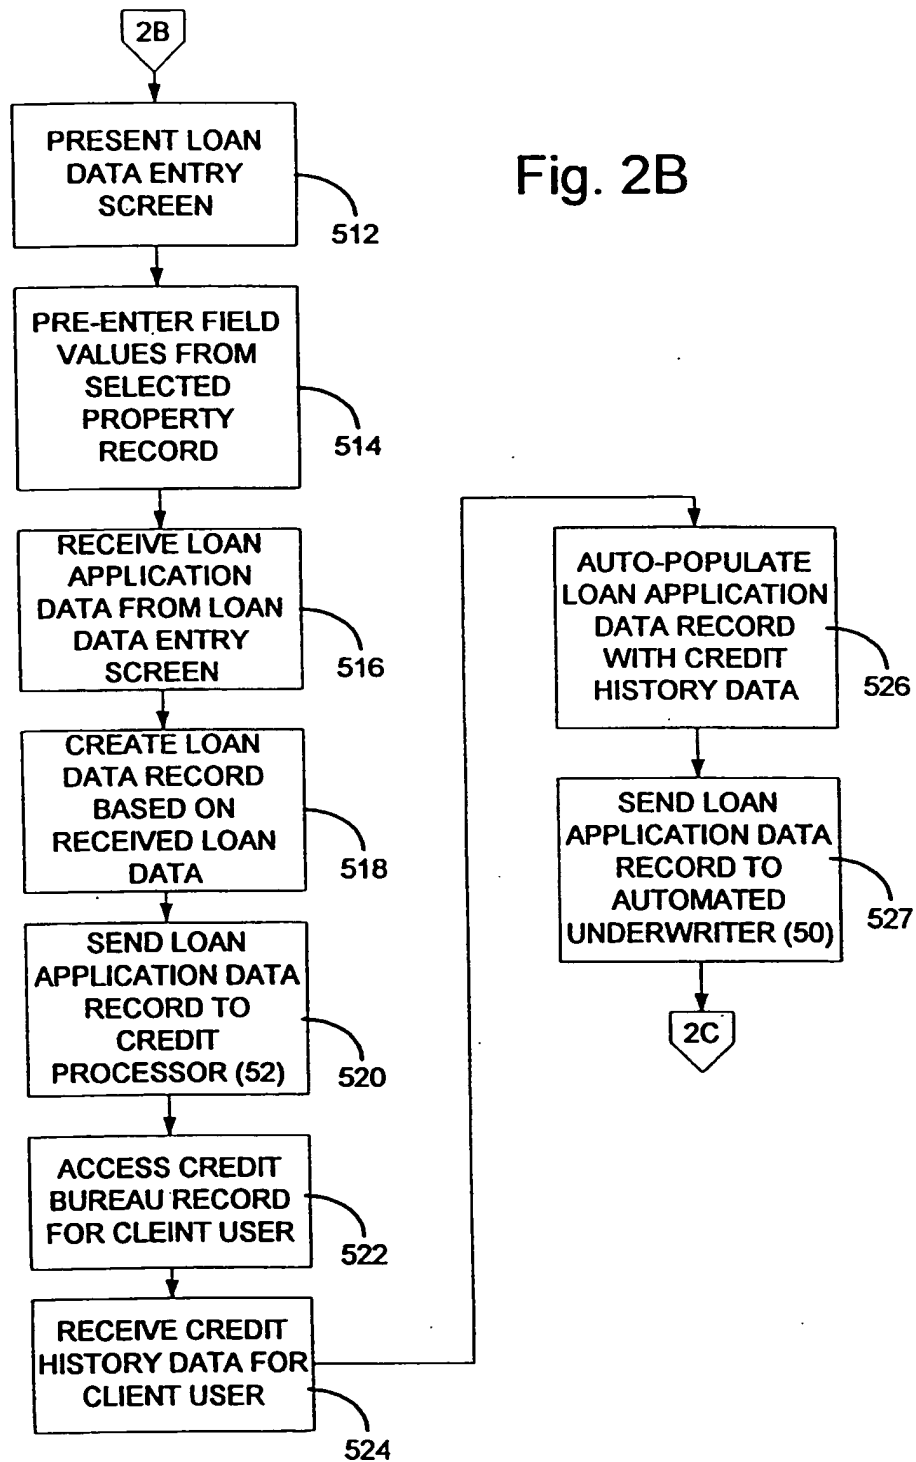 2B
PRESENT LOAN
DATA ENTRY
SCREEN
512
Fig. 2B
PRE-ENTER FIELD
VALUES FROM
SELECTED
PROPERTY
RECORD
514
RECEIVE LOAN
APPLICATION
DATA FROM LOAN
DATA ENTRY
SCREEN
516
CREATE LOAN
DATA RECORD
BASED ON
RECEIVED LOAN
DATA
518
SEND LOAN
APPLICATION DATA
RECORD TO
CREDIT
PROCESSOR (52)
520
ACCESS CREDIT
BUREAU RECORD
FOR CLEINT USER
522
RECEIVE CREDIT
HISTORY DATA FOR
CLIENT USER
524
AUTO-POPULATE
LOAN APPLICATION
DATA RECORD
WITH CREDIT
HISTORY DATA
526
SEND LOAN
APPLICATION DATA
RECORD TO
AUTOMATED
UNDERWRITER (50)
527
2C